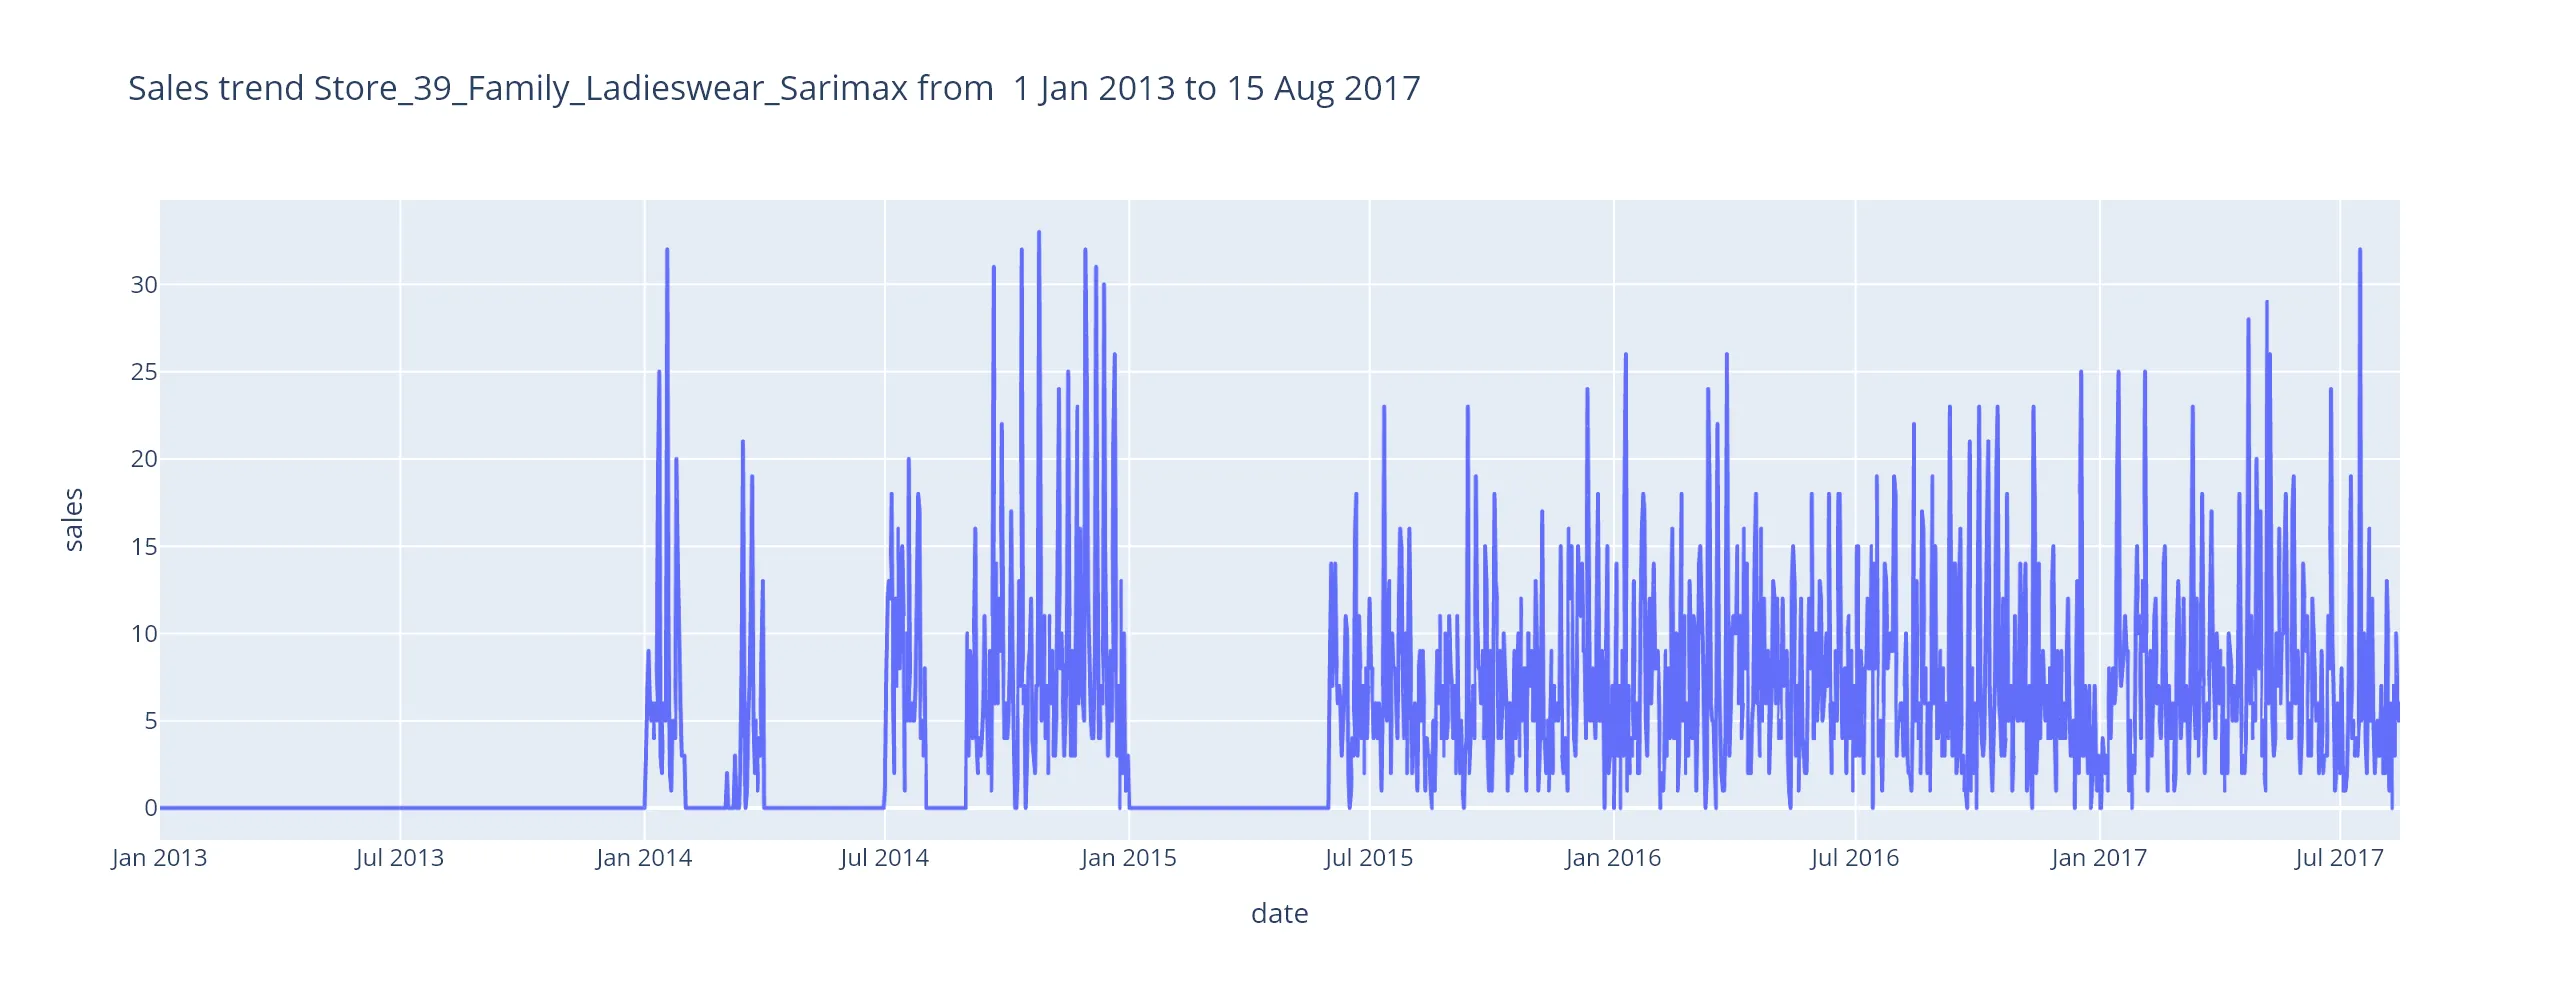 Sales trend Store_39_Family_Ladieswear_Sarimax from  1 Jan 2013 to 15 Aug 2017
30
25
20
15
10
5
0
sales
Jan 2013 Jul 2013 Jan 2014 Jul 2014 Jan 2015 Jul 2015 Jan 2016 Jul 2016 Jan 2017 Jul 2017
date